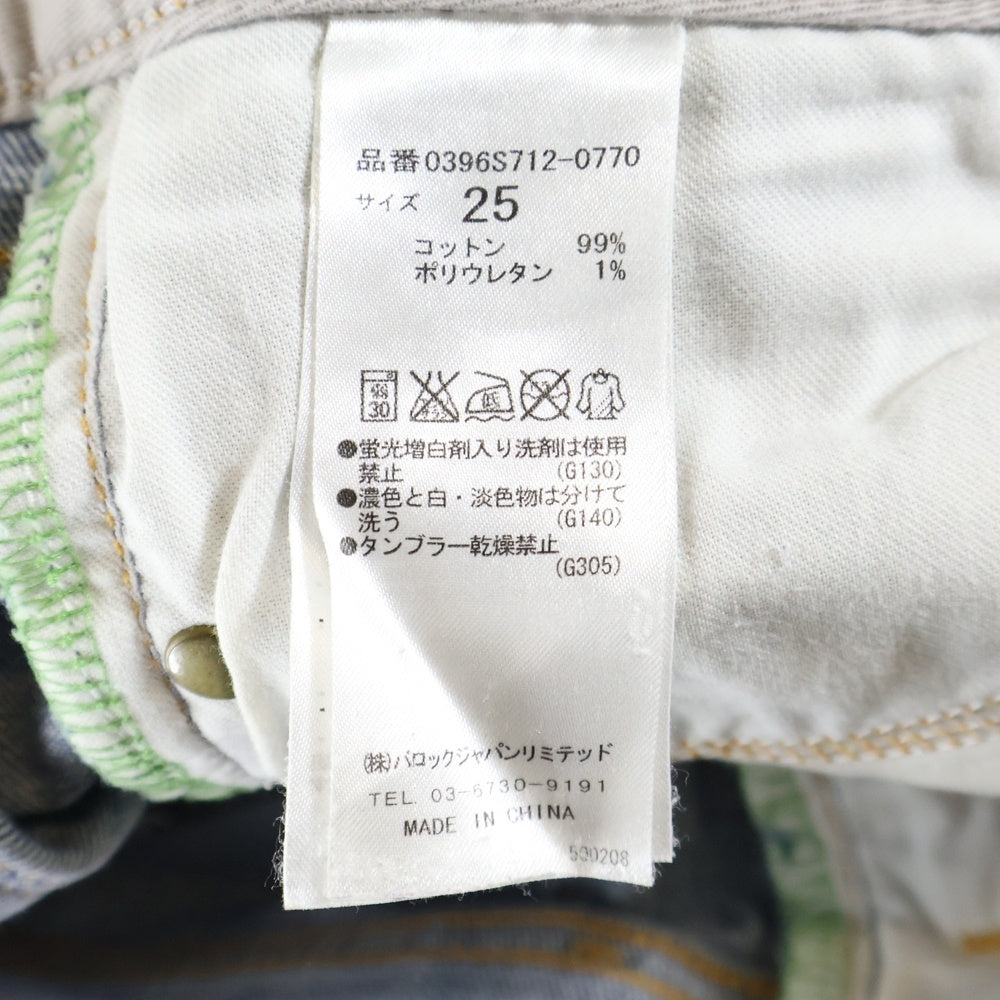 品番0396S712-0770
サイズ 25
コットン 99%
ポリウレタン 1%
弱 30 低
●蛍光増白剤入り洗剤は使用
禁止 (G130)
●濃色と白・淡色物は分けて
洗う (G140)
●タンブラー乾燥禁止
(G305)
(株)バロックジャパンリミテッド
TEL. 03-6730-9191
MADE IN CHINA
500208